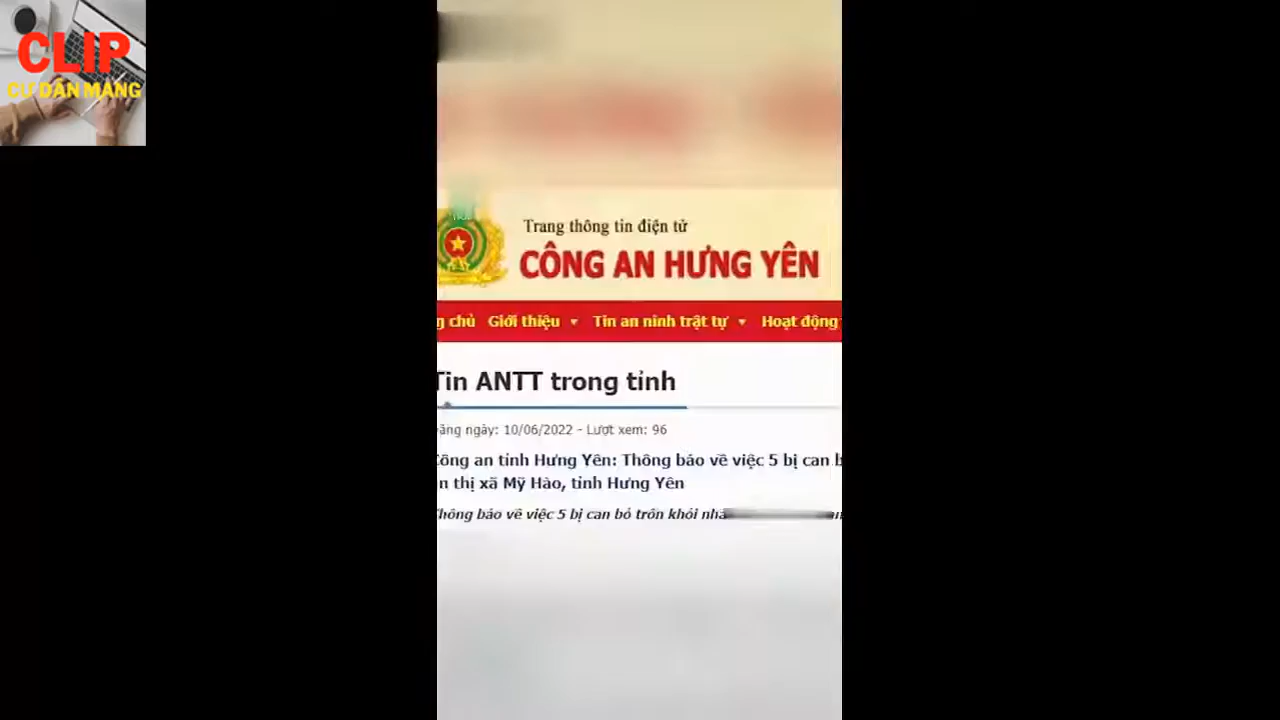 CLIP
CƯ DÂN MẠNG
Trang thông tin điện tử
CÔNG AN HƯNG YÊN
g chủ Giới thiệu Tin an ninh trật tự Hoạt động
Tin ANTT trong tỉnh
ăng ngày: 10/06/2022 - Lượt xem: 96
Công an tỉnh Hưng Yên: Thông báo về việc 5 bị can b
n thị xã Mỹ Hào, tỉnh Hưng Yên
Thông báo về việc 5 bị can bỏ trốn khỏi nhà